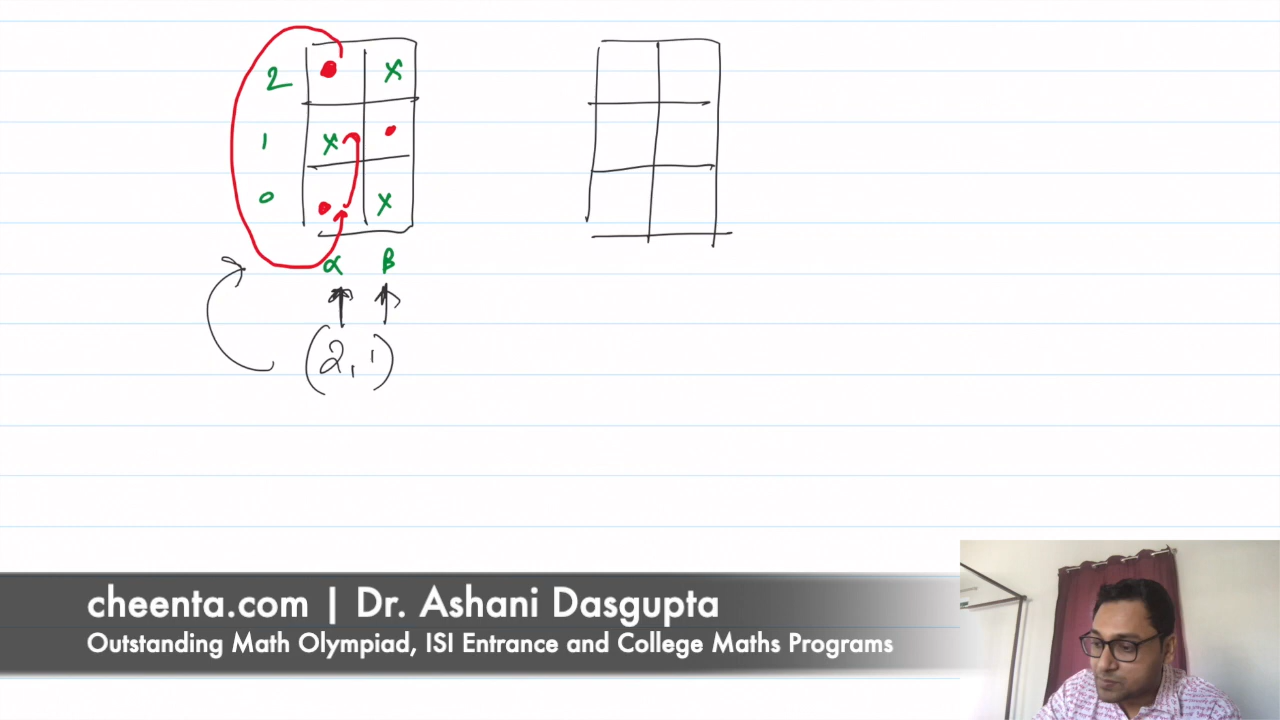 2 x
1 x
0 x
α β
(2,1)
cheenta.com | Dr. Ashani Dasgupta
Outstanding Math Olympiad, ISI Entrance and College Maths Programs